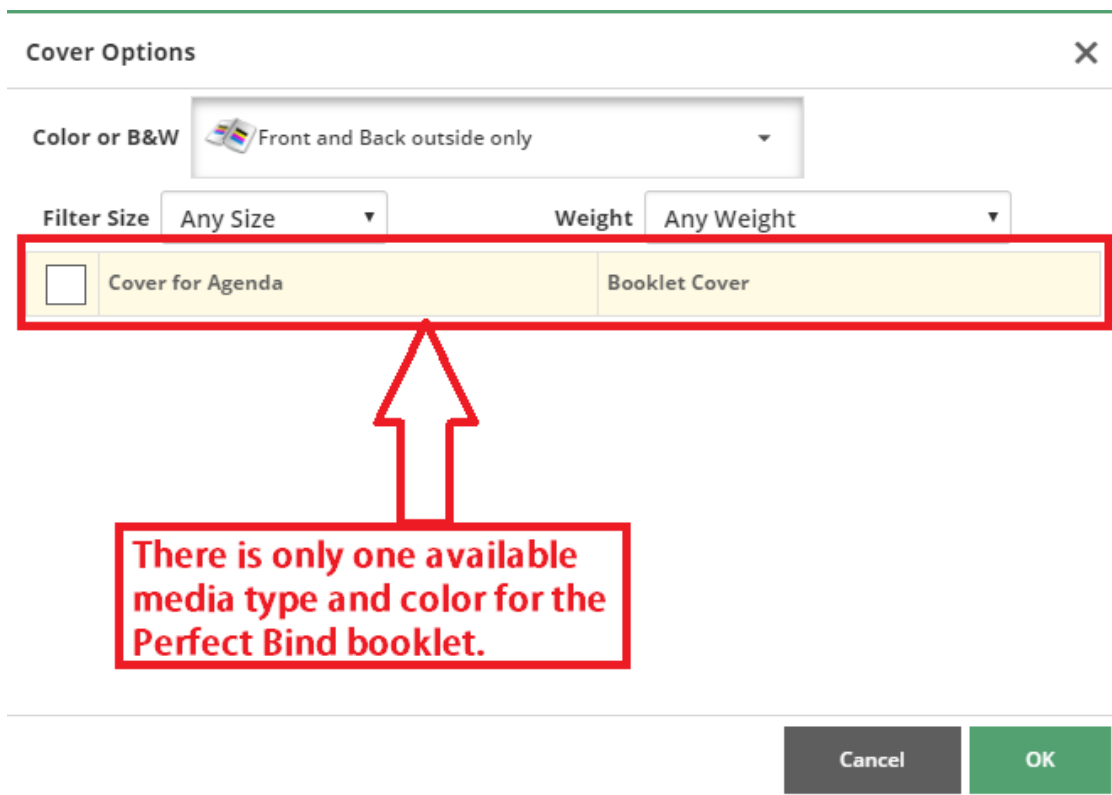 Cover Options
Color or B&W Front and Back outside only
Filter Size Any Size Weight Any Weight
Cover for Agenda Booklet Cover
There is only one available
media type and color for the
Perfect Bind booklet.
Cancel OK